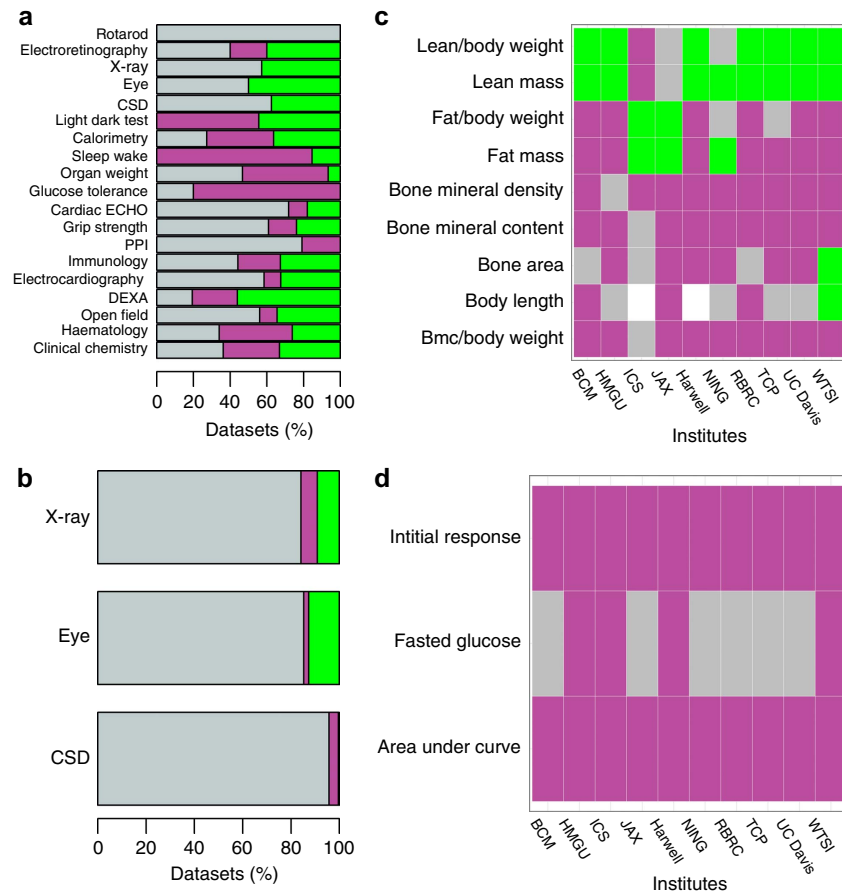 a
Rotarod
Electroretinography
X-ray
Eye
CSD
Light dark test
Calorimetry
Sleep wake
Organ weight
Glucose tolerance
Cardiac ECHO
Grip strength
PPI
Immunology
Electrocardiography
DEXA
Open field
Haematology
Clinical chemistry
0 20 40 60 80 100
Datasets (%)
b
X-ray
Eye
CSD
0 20 40 60 80 100
Datasets (%)
c
Lean/body weight
Lean mass
Fat/body weight
Fat mass
Bone mineral density
Bone mineral content
Bone area
Body length
Bmc/body weight
BCM HMGU ICS JAX Harwell NING RBRC TCP UC Davis WTSI
Institutes
d
Intitial response
Fasted glucose
Area under curve
BCM HMGU ICS JAX Harwell NING RBRC TCP UC Davis WTSI
Institutes